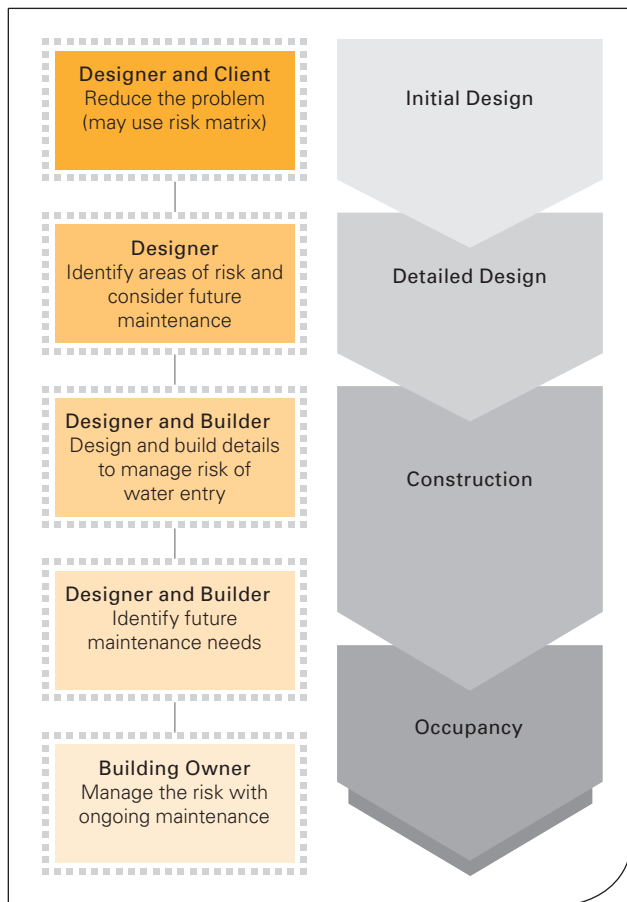 Designer and Client
Reduce the problem
(may use risk matrix)
Initial Design
Designer
Identify areas of risk and
consider future
maintenance
Detailed Design
Designer and Builder
Design and build details
to manage risk of
water entry
Construction
Designer and Builder
Identify future
maintenance needs
Occupancy
Building Owner
Manage the risk with
ongoing maintenance